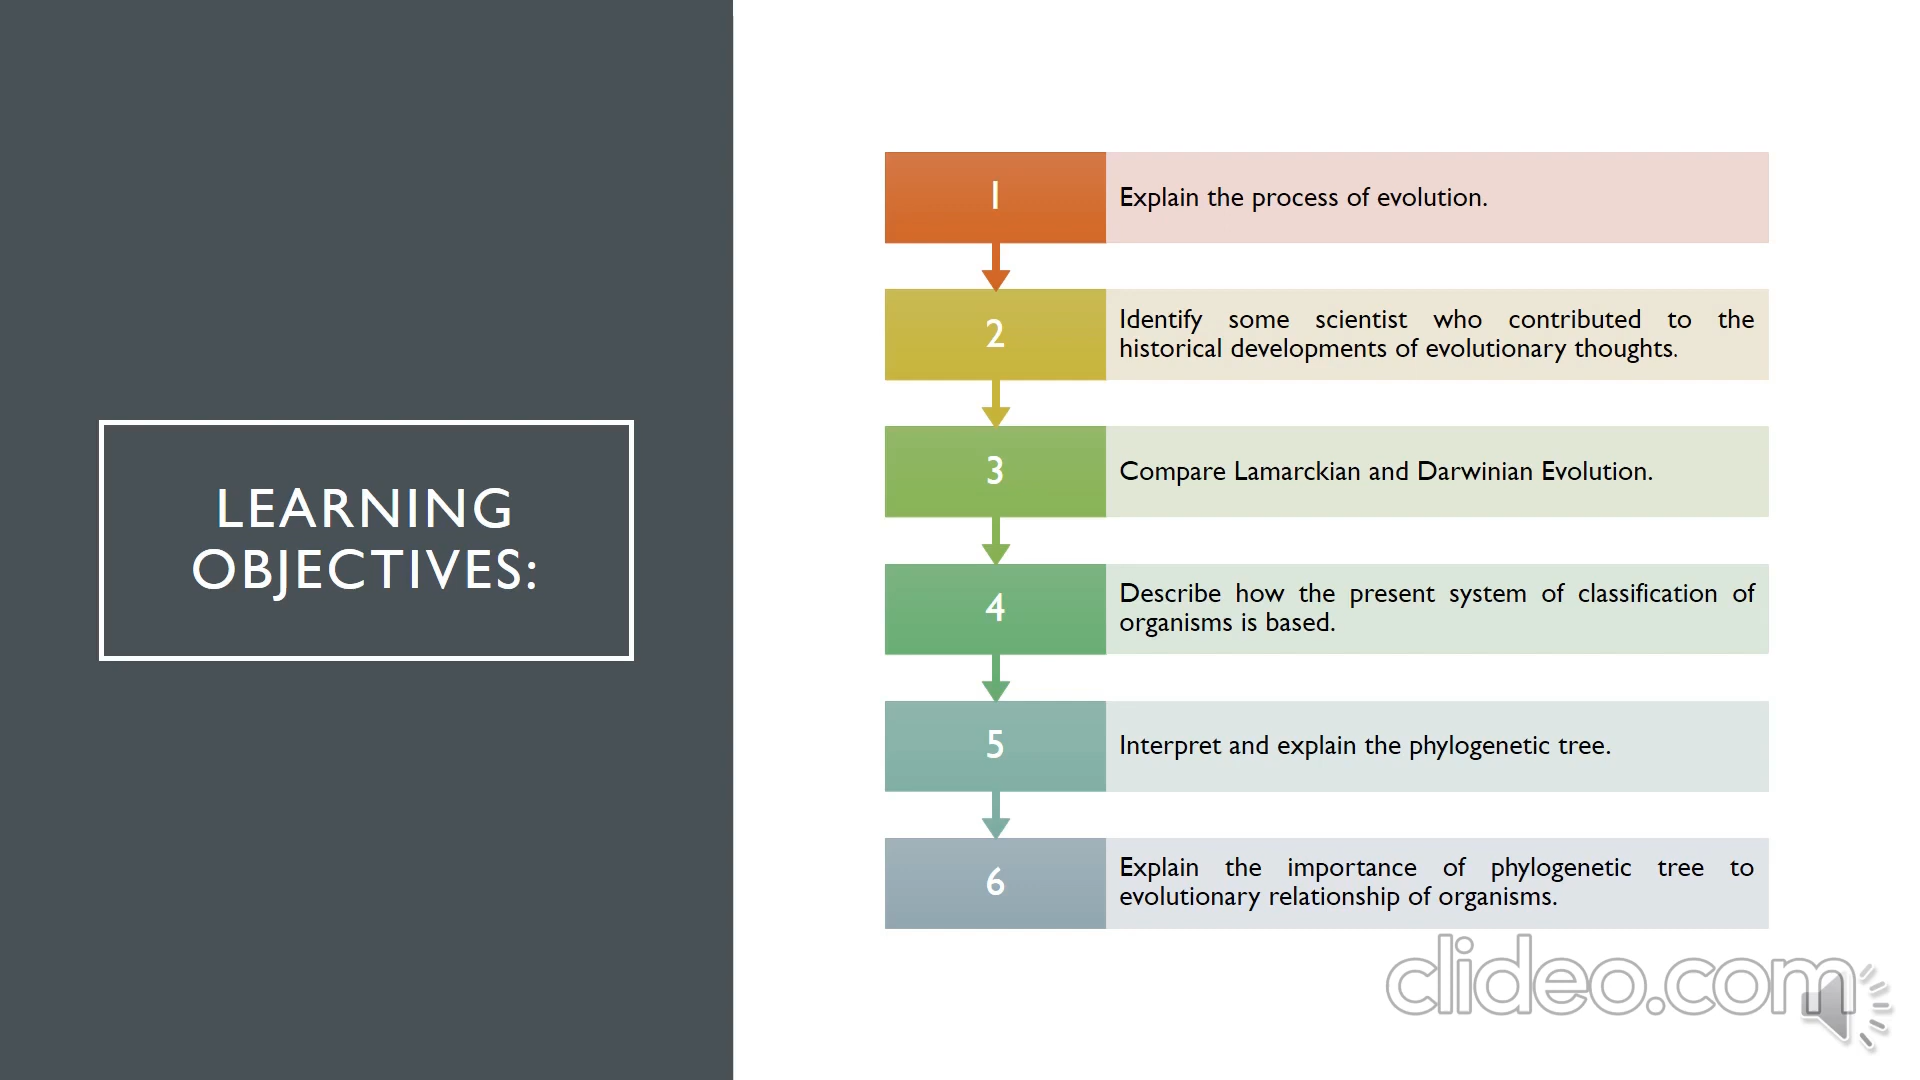 LEARNING
OBJECTIVES:
1
Explain the process of evolution.
2
Identify some scientist who contributed to the
historical developments of evolutionary thoughts.
3
Compare Lamarckian and Darwinian Evolution.
4
Describe how the present system of classification of
organisms is based.
5
Interpret and explain the phylogenetic tree.
6
Explain the importance of phylogenetic tree to
evolutionary relationship of organisms.
clideo.com